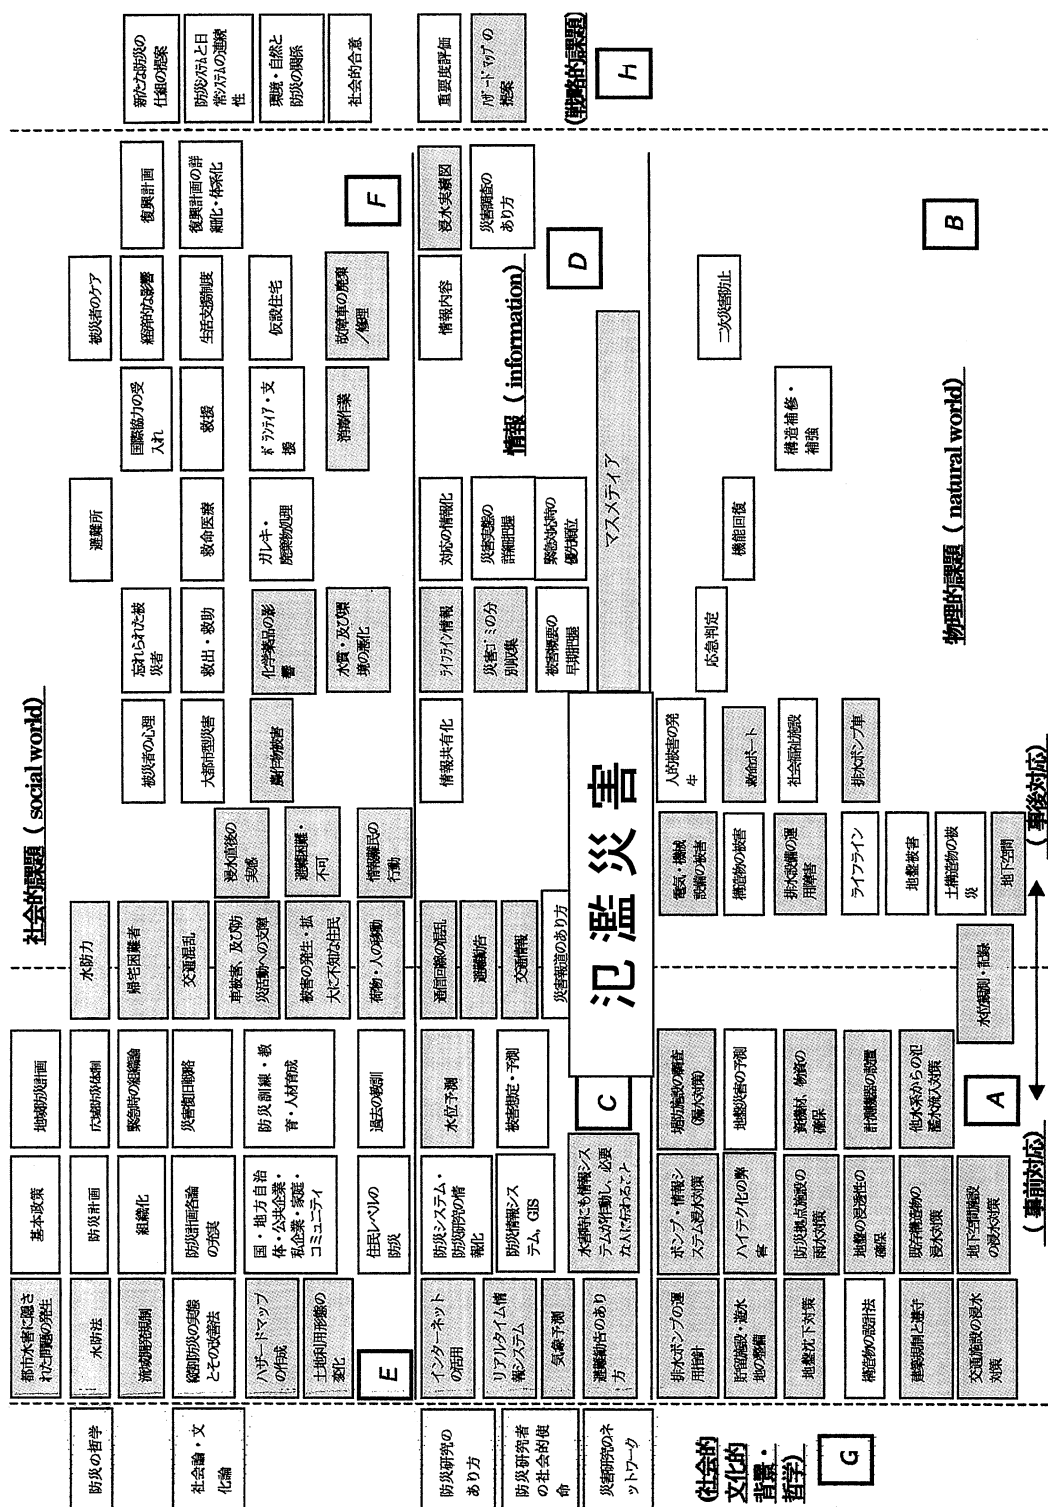 社会的課題 ( social world)
防災の哲学
社会論・文
化論
防災研究の
あり方
防災研究者
の社会的使
命
災害研究のネ
ットワーク
(社会的
文化的
背景・
哲学)
G
都市水害に隠さ
れた問題の発生
水防法
流域開発規制
縦割防災の実態
とその改善法
ハザードマップ
の作成
土地利用形態の
変化
E
基本政策
防災計画
組織化
防災計画各論
の充実
国・地方自治
体・公共企業・
私企業・家庭・
コミュニティ
住民レベルの
防災
地域防災計画
広域防災体制
緊急時の組織論
災害復旧戦略
防災訓練・教
育・人材育成
過去の教訓
水防力
帰宅困難者
交通混乱
車被害、及び防
災活動への支障
被害の発生・拡
大に不知な住民
荷物・人の移動
浸水直後の
実感
避難困難・
不可
情報難民の
行動
被災者の心理
大都市型災害
農作物被害
忘れられた被
災者
救出・救助
化学薬品の影
響
水質・及び環
境の悪化
避難所
救命医療
ガレキ・
廃棄物処理
国際協力の受
入れ
救援
ボランティア・支
援
消毒作業
被災者のケア
経済的な影響
生活支援制度
仮設住宅
故障車の廃棄
/修理
復興計画
復興計画の詳
細化・体系化
F
新たな防災の
仕組の提案
防災システムと日
常システムの連続
性
環境・自然と
防災の関係
社会的合意
重要度評価
ハザードマップの
提案
(戦略的課題)
H
インターネット
の活用
リアルタイム情
報システム
気象予測
避難勧告のあり
方
防災システム・
防災研究の情
報化
防災情報シス
テム、GIS
水害時にも情報シス
テムが作動し、必要
な人に伝わること
水位予測
被害想定・予測
C
通信回線の混乱
避難勧告
交通情報
災害報道のあり方
氾濫災害
情報共有化
ライフライン情報
災害ゴミの分
別収集
被害概要の
早期把握
対応の情報化
災害実態の
詳細把握
緊急対応時の
優先順位
マスメディア
情報 ( information)
情報内容
浸水実績図
災害調査の
あり方
D
排水ポンプの運
用指針
貯留施設・遊水
地の整備
地盤沈下対策
構造物の設計法
建築規制と遵守
交通施設の浸水
対策
ポンプ・情報シ
ステム浸水対策
ハイテク化の弊
害
防災拠点施設の
雨水対策
地盤の浸透性の
確保
既存構造物の
浸水対策
地下空間施設
の浸水対策
堤防施設の調査
(漏水対策)
地盤災害の予測
資機材、物資の
確保
計測機器の設置
他水系からの氾
濫水流入対策
A
水位観測・記録
電気・機械
設備の被害
構造物の被害
排水設備の運
用障害
ライフライン
地盤被害
土構造物の被
災
地下空間
人的被害の発
生
救命ボート
社会福祉施設
排水ポンプ車
応急判定
機能回復
構造補修・
補強
二次災害防止
物理的課題 ( natural world)
B
(事前対応)
(事後対応)